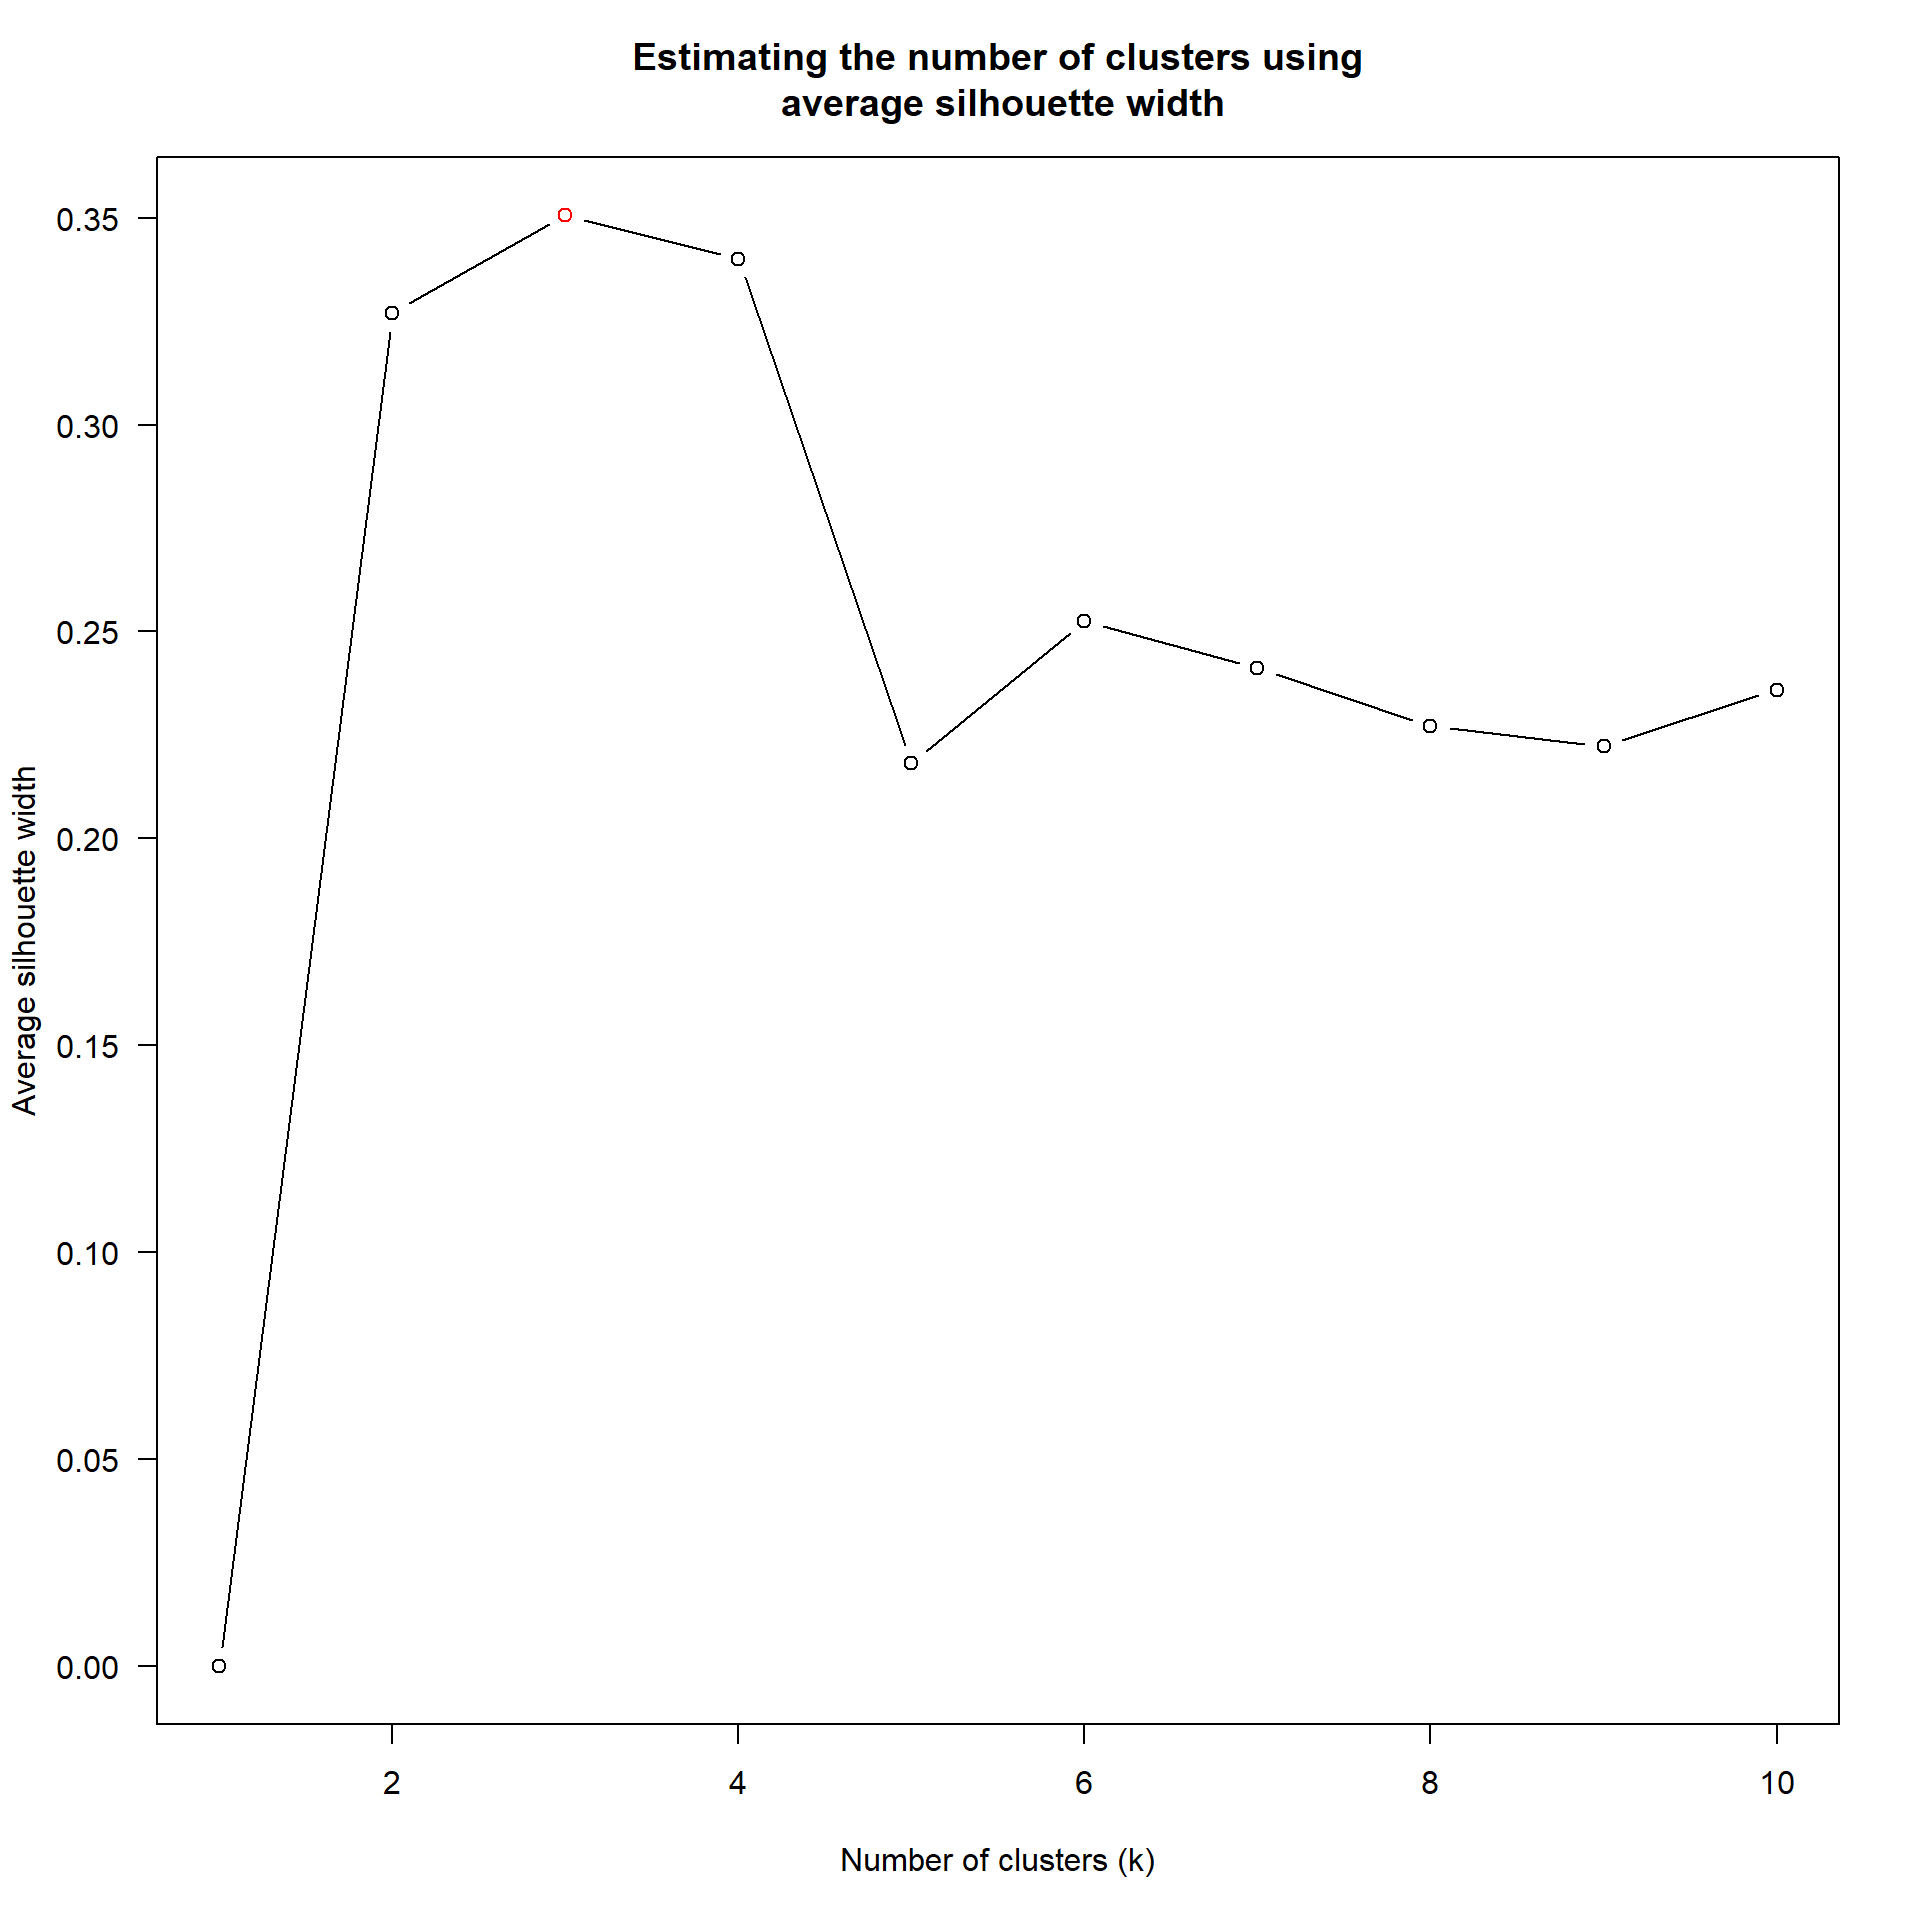 Estimating the number of clusters using
average silhouette width
0.35
0.30
0.25
0.20
0.15
0.10
0.05
0.00
Average silhouette width
2 4 6 8 10
Number of clusters (k)